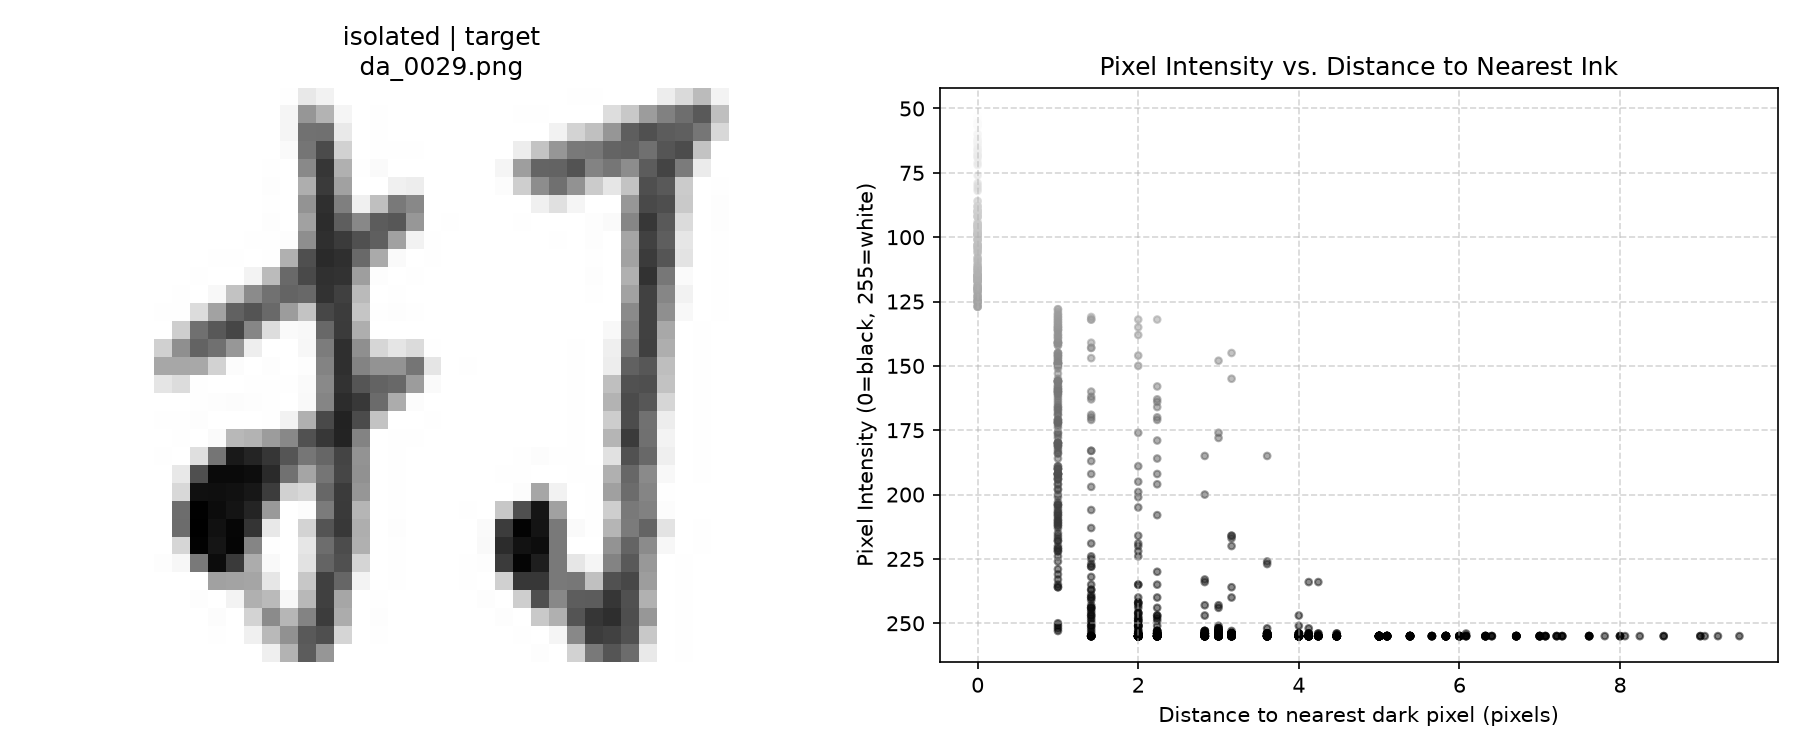 isolated | target
da_0029.png
Pixel Intensity vs. Distance to Nearest Ink
Pixel Intensity (0=black, 255=white)
50
75
100
125
150
175
200
225
250
0
2
4
6
8
Distance to nearest dark pixel (pixels)